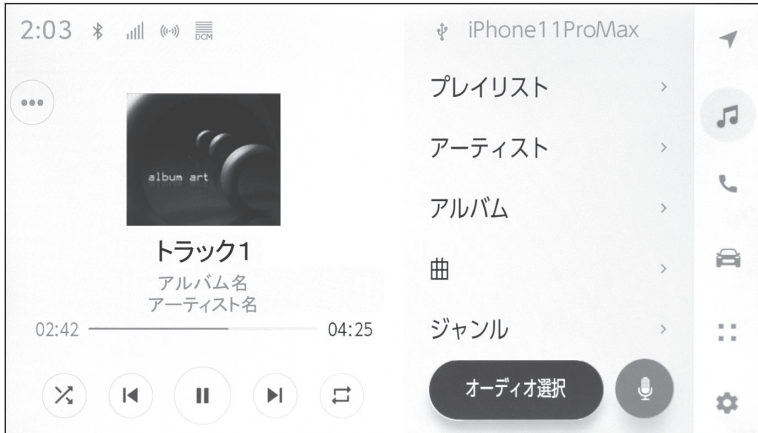 2:03
DCM
album art
トラック1
アルバム名
アーティスト名
02:42
04:25
iPhone11ProMax
プレイリスト
アーティスト
アルバム
曲
ジャンル
オーディオ選択